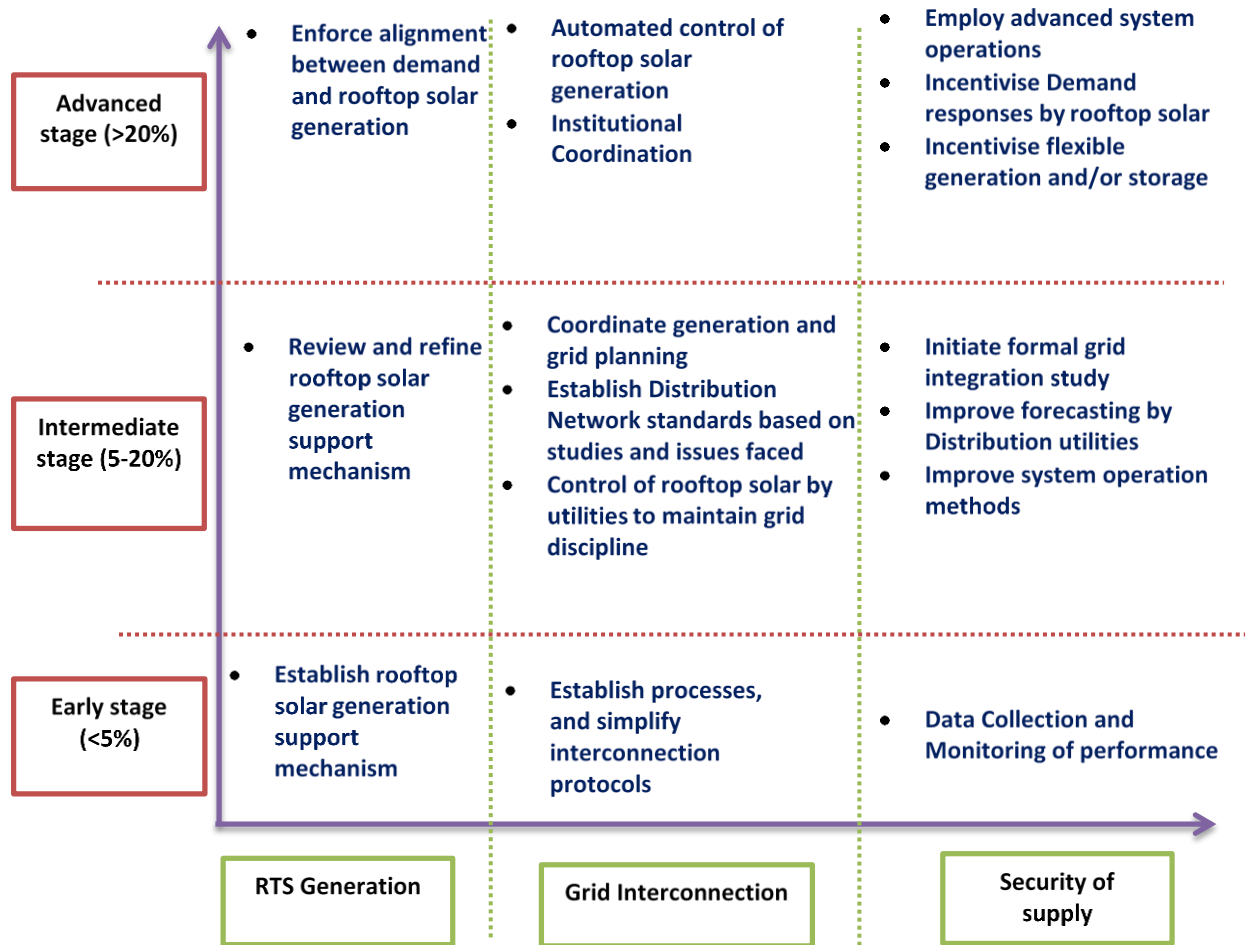 Advanced
stage (>20%)
• Enforce alignment
between demand
and rooftop solar
generation
• Automated control of
rooftop solar
generation
• Institutional
Coordination
• Employ advanced system
operations
• Incentivise Demand
responses by rooftop solar
• Incentivise flexible
generation and/or storage
Intermediate
stage (5-20%)
• Review and refine
rooftop solar
generation
support
mechanism
• Coordinate generation and
grid planning
• Establish Distribution
Network standards based on
studies and issues faced
• Control of rooftop solar by
utilities to maintain grid
discipline
• Initiate formal grid
integration study
• Improve forecasting by
Distribution utilities
• Improve system operation
methods
Early stage
(<5%)
• Establish rooftop
solar generation
support
mechanism
• Establish processes,
and simplify
interconnection
protocols
• Data Collection and
Monitoring of performance
RTS Generation
Grid Interconnection
Security of
supply